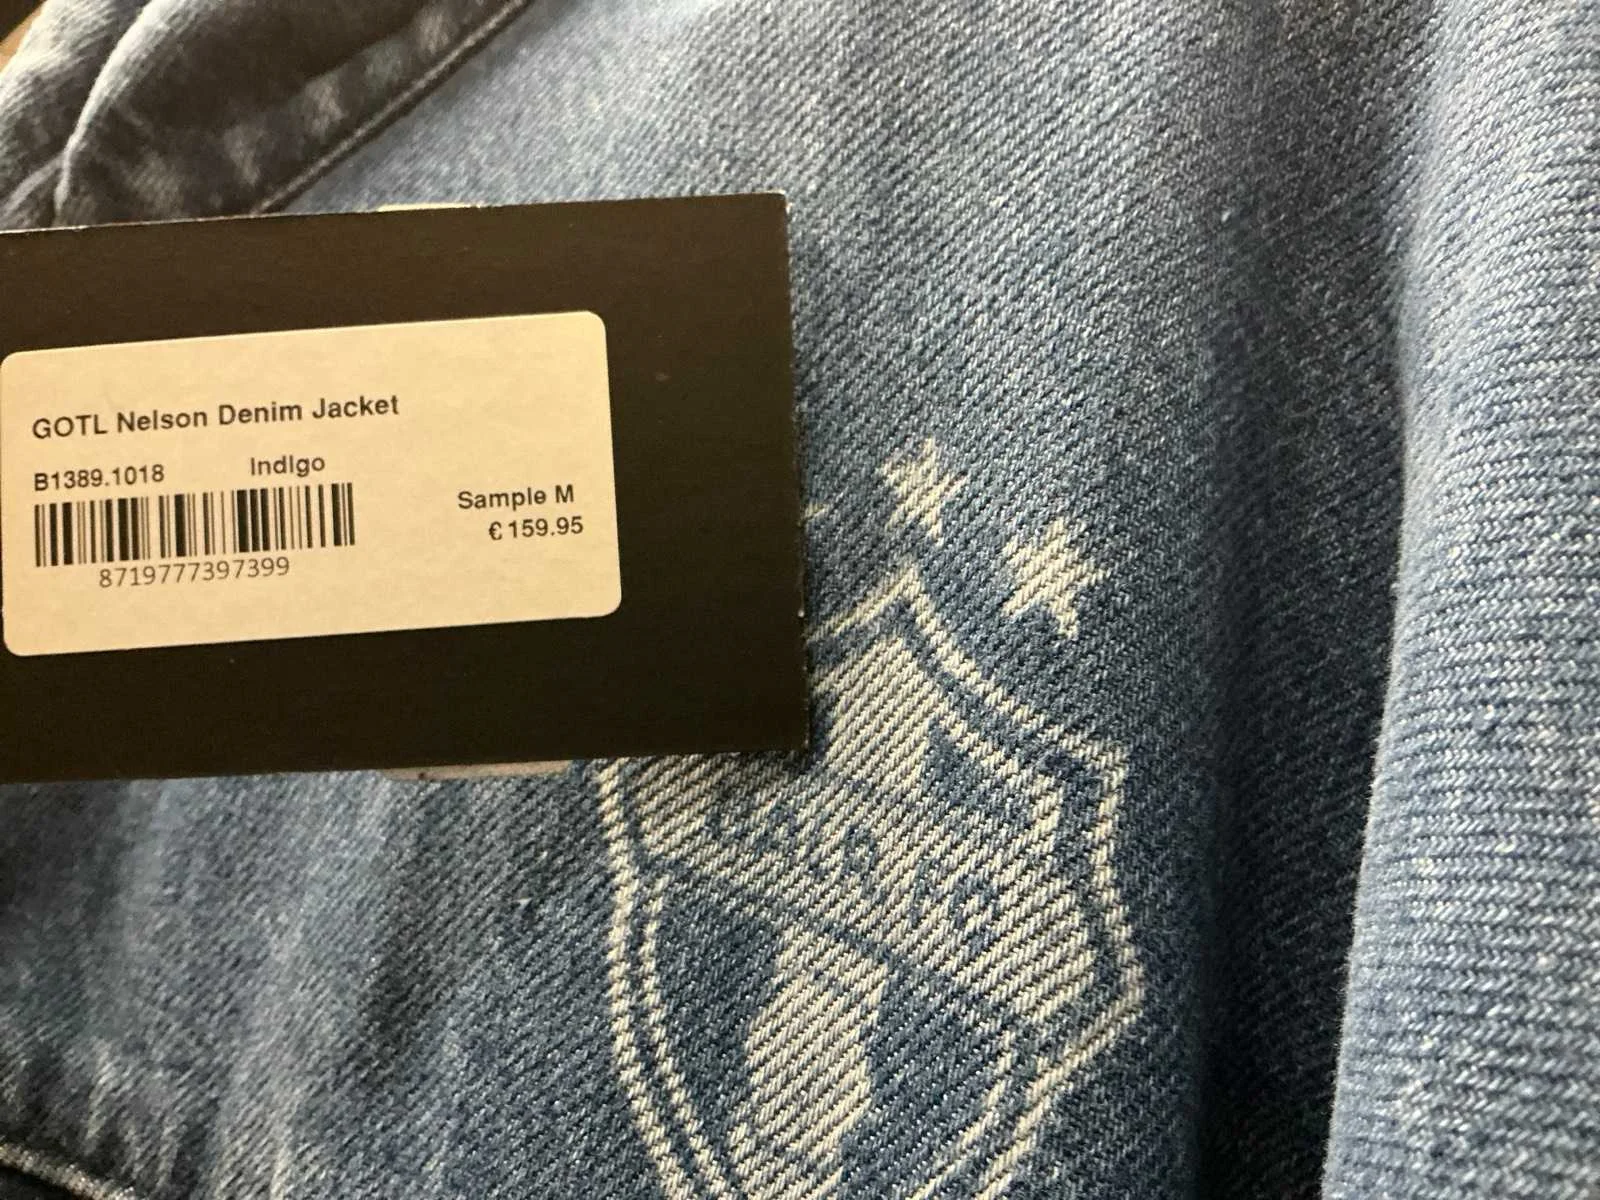 GOTL Nelson Denim Jacket
B1389.1018 Indigo
Sample M
€ 159.95
8719777397399